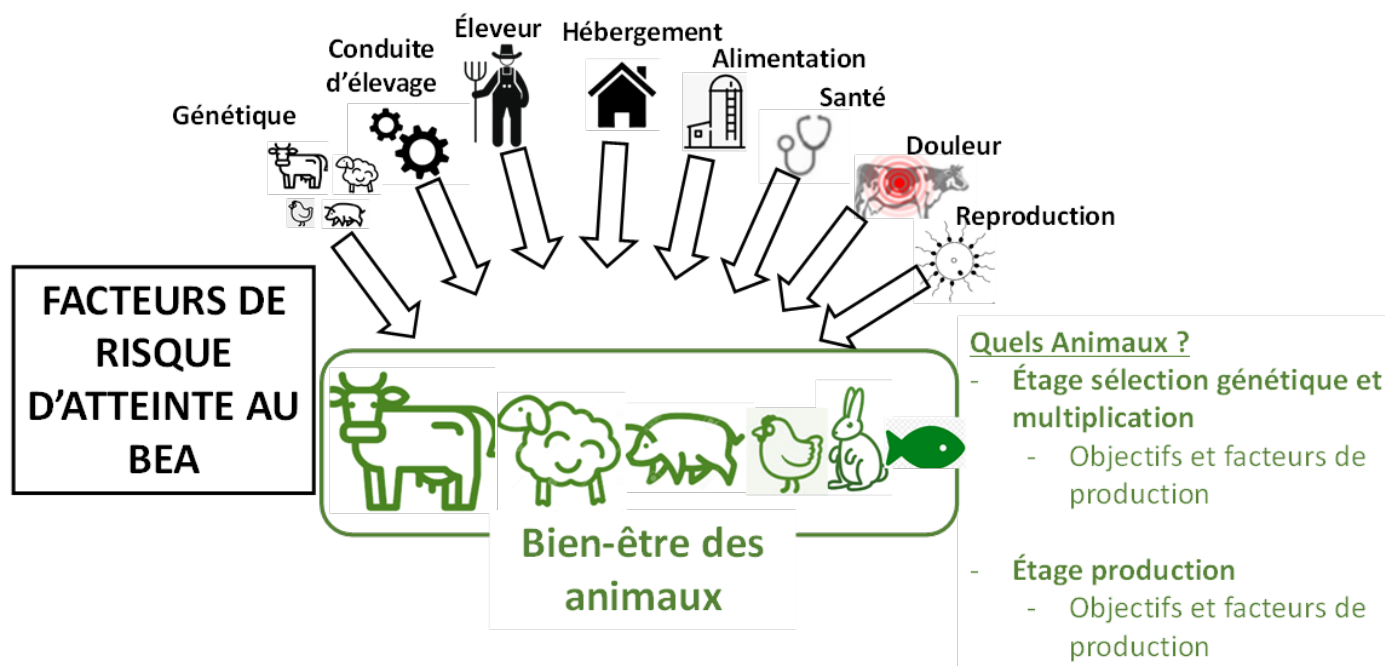 Génétique
Conduite
d’élevage
Éleveur
Hébergement
Alimentation
Santé
Douleur
Reproduction
FACTEURS DE
RISQUE
D’ATTEINTE AU
BEA
Bien-être des
animaux
Quels Animaux ?
- Étage sélection génétique et
multiplication
- Objectifs et facteurs de
production
- Étage production
- Objectifs et facteurs de
production